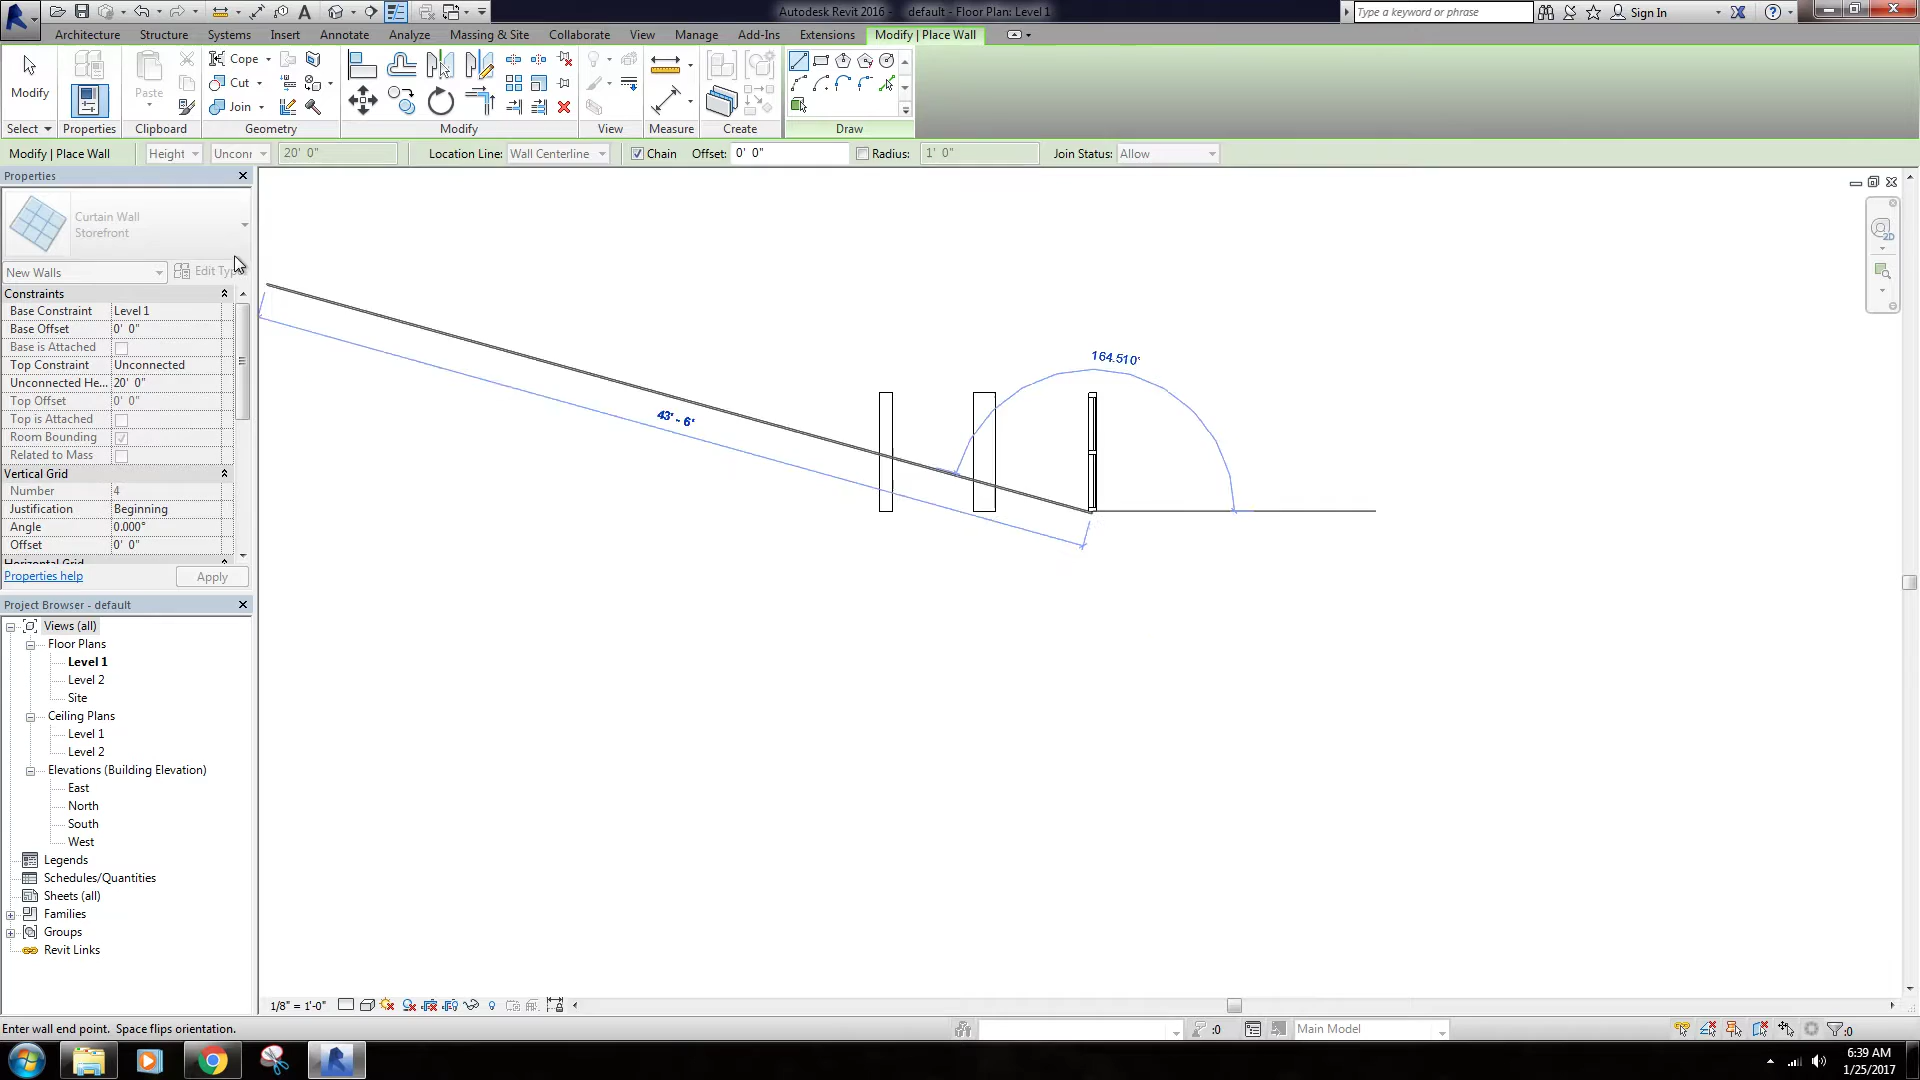 Autodesk Revit 2016 - default - Floor Plan: Level 1
Type a keyword or phrase
Sign In
Architecture Structure Systems Insert Annotate Analyze Massing & Site Collaborate View Manage Add-Ins Extensions Modify | Place Wall
Modify
Paste
Cope
Cut
Join
Select Properties Clipboard Geometry Modify View Measure Create Draw
Modify | Place Wall Height Unconr 20' 0" Location Line: Wall Centerline Chain Offset: 0' 0" Radius: 1' 0" Join Status: Allow
Properties
Curtain Wall
Storefront
New Walls Edit Typ
Constraints
Base Constraint Level 1
Base Offset 0' 0"
Base is Attached
Top Constraint Unconnected
Unconnected He... 20' 0"
Top Offset 0' 0"
Top is Attached
Room Bounding
Related to Mass
Vertical Grid
Number 4
Justification Beginning
Angle 0.000°
Offset 0' 0"
Horizontal Grid
Properties help Apply
Project Browser - default
Views (all)
Floor Plans
Level 1
Level 2
Site
Ceiling Plans
Level 1
Level 2
Elevations (Building Elevation)
East
North
South
West
Legends
Schedules/Quantities
Sheets (all)
Families
Groups
Revit Links
164.510°
43' - 6"
2D
1/8" = 1'-0"
Enter wall end point. Space flips orientation.
:0
Main Model
:0
6:39 AM
1/25/2017